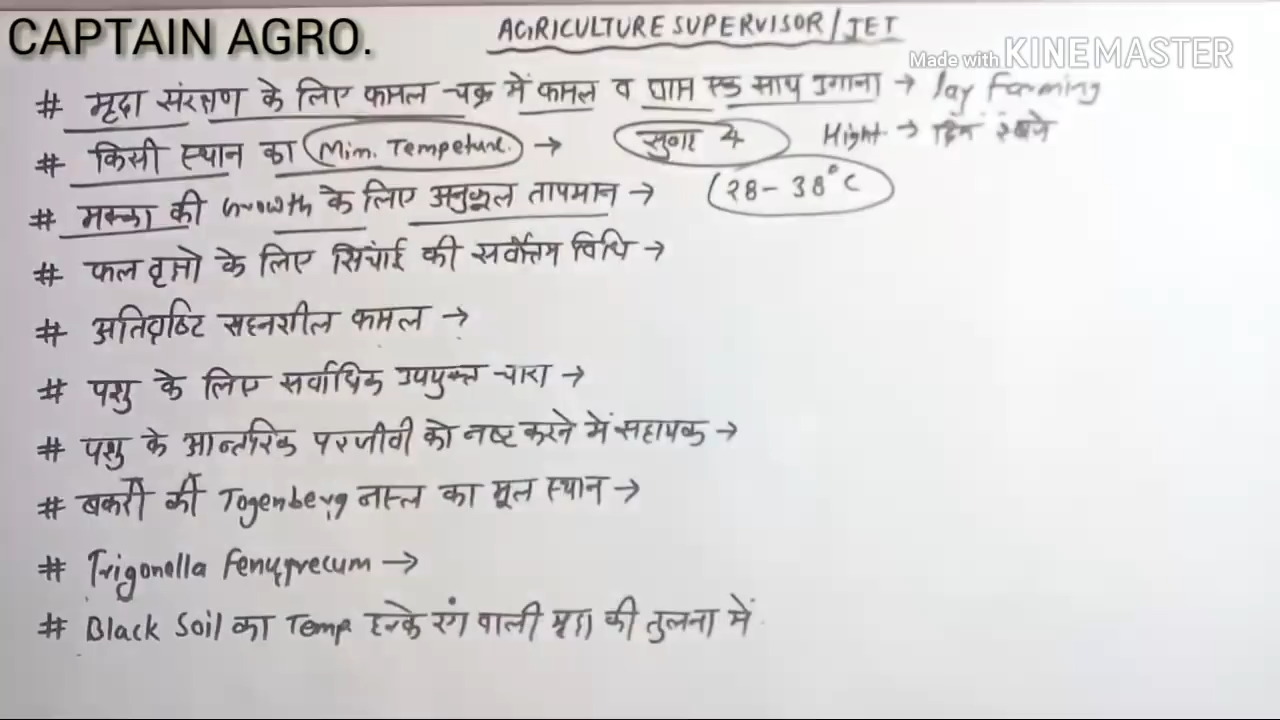 CAPTAIN AGRO.
AGRICULTURE SUPERVISOR/JET
Made with KINEMASTER
# मृदा संरक्षण के लिए फसल चक्र में फसल व घास एक साथ उगाना → Lay Farming
# किसी स्थान का Mim. Tempeture. → सुबह 4 Hight → दिन 2 बजे
# मक्का की Growth के लिए अनुकूल तापमान → (28-38°C
# फल वृक्षो के लिए सिंचाई की सर्वोत्तम विधि →
# अतिवृष्टि सहनशील फसल →
# पशु के लिए सर्वाधिक उपयुक्त चारा →
# पशु के आन्तरिक परजीवी को नष्ट करने में सहायक →
# बकरी की Togenberg नस्ल का मूल स्थान →
# Trigonella Fenugrecum →
# Black Soil का Temp हल्के रंग वाली मृदा की तुलना में